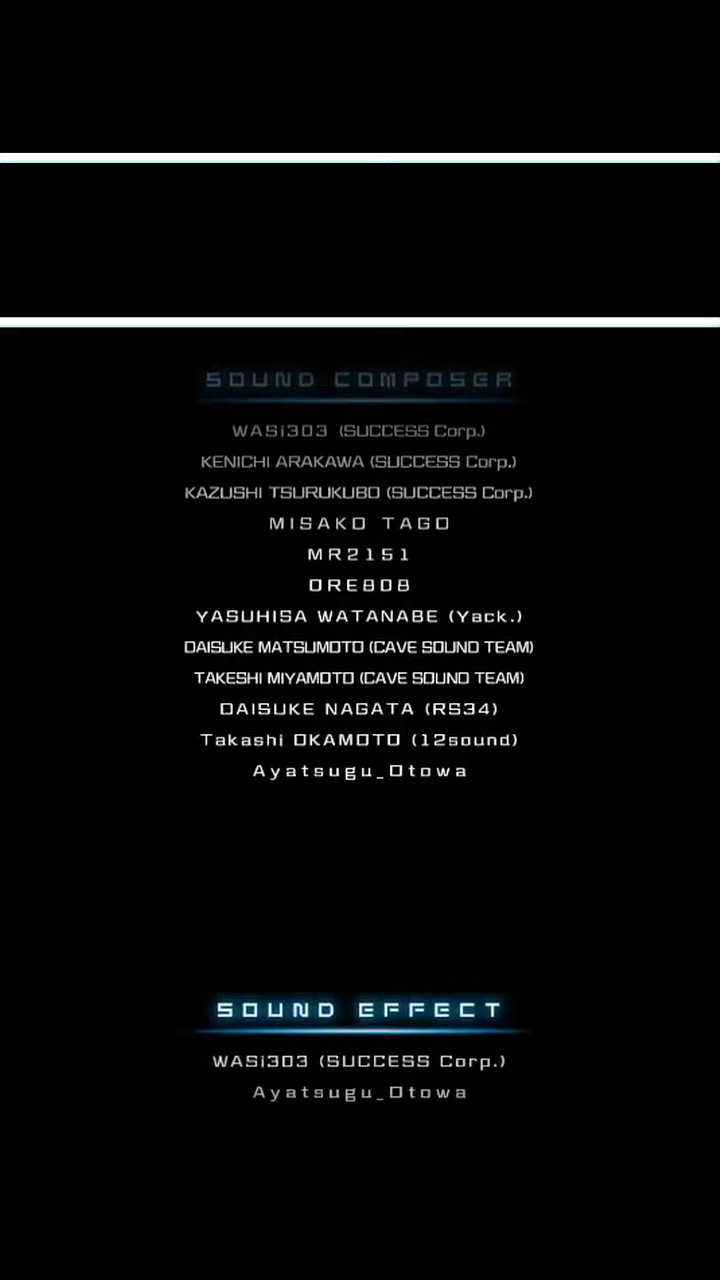 SOUND COMPOSER
WASi303 (SUCCESS Corp.)
KENICHI ARAKAWA (SUCCESS Corp.)
KAZUSHI TSURUKUBO (SUCCESS Corp.)
MISAKO TAGO
MR2151
OREBOB
YASUHISA WATANABE (Yack.)
DAISUKE MATSUMOTO (CAVE SOUND TEAM)
TAKESHI MIYAMOTO (CAVE SOUND TEAM)
DAISUKE NAGATA (RS34)
Takashi OKAMOTO (12sound)
Ayatsugu_Otowa
SOUND EFFECT
WASi303 (SUCCESS Corp.)
Ayatsugu_Otowa